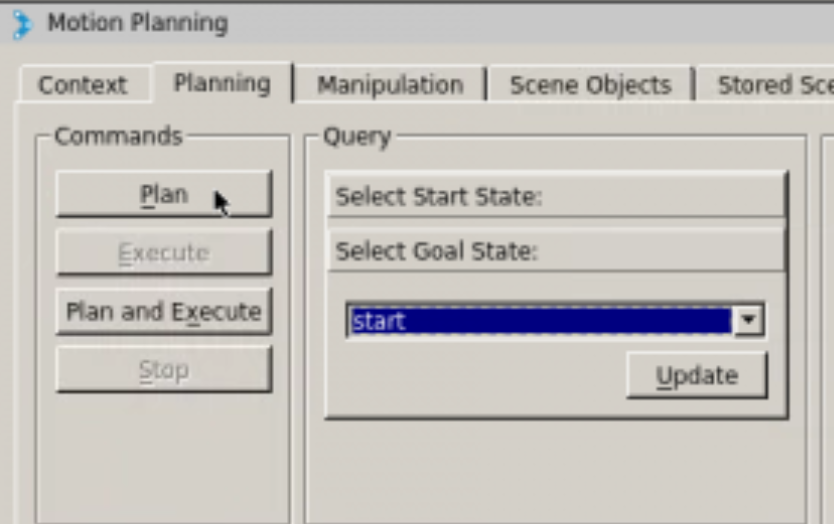 Motion Planning
Context Planning Manipulation Scene Objects Stored Sce
Commands
Plan
Execute
Plan and Execute
Stop
Query
Select Start State:
Select Goal State:
start
Update